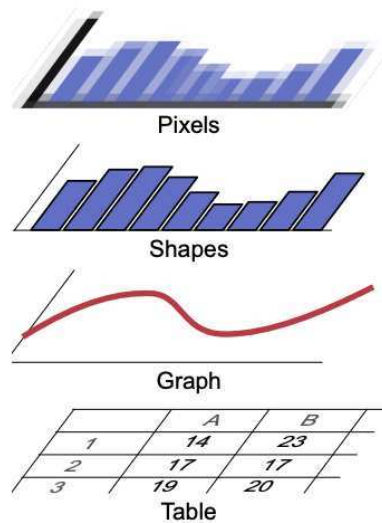 Pixels
Shapes
Graph
A B
1 14 23
2 17 17
3 19 20
Table